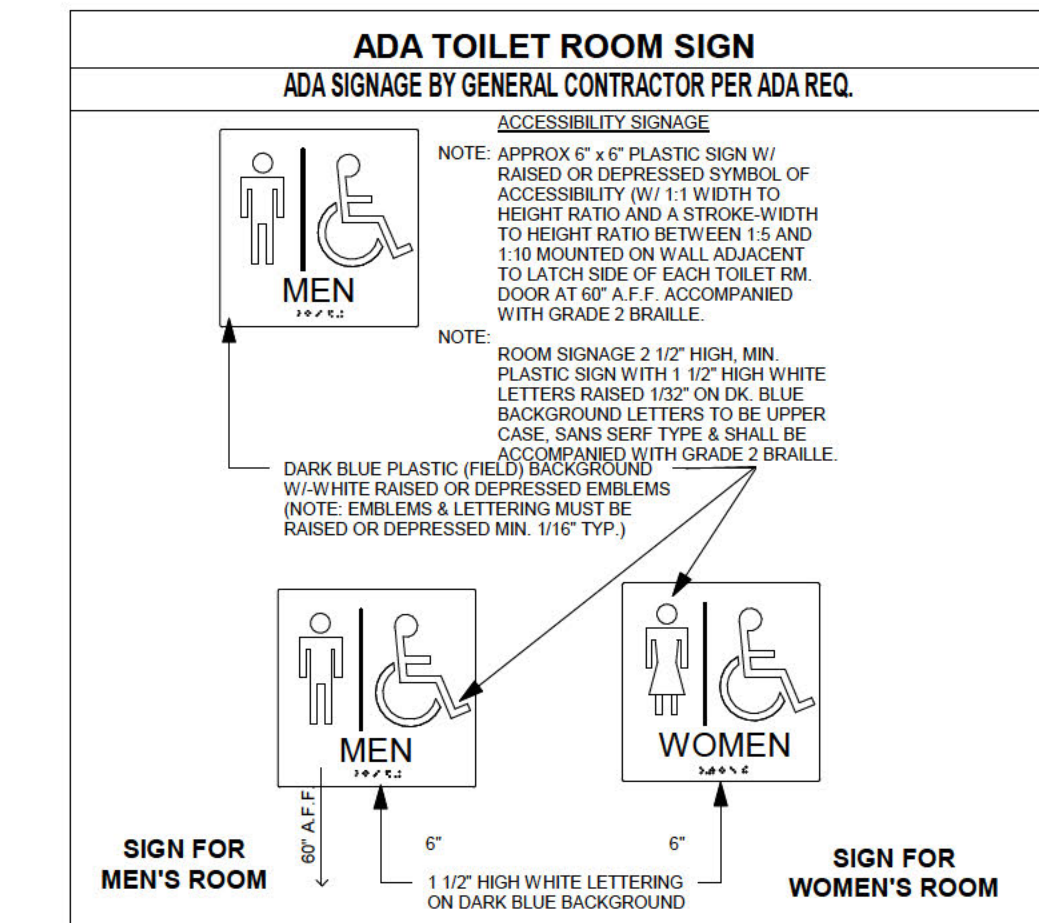 ADA TOILET ROOM SIGN
ADA SIGNAGE BY GENERAL CONTRACTOR PER ADA REQ.
ACCESSIBILITY SIGNAGE
NOTE: APPROX 6" x 6" PLASTIC SIGN W/
RAISED OR DEPRESSED SYMBOL OF
ACCESSIBILITY (W/ 1:1 WIDTH TO
HEIGHT RATIO AND A STROKE-WIDTH
TO HEIGHT RATIO BETWEEN 1:5 AND
1:10 MOUNTED ON WALL ADJACENT
TO LATCH SIDE OF EACH TOILET RM.
DOOR AT 60" A.F.F. ACCOMPANIED
WITH GRADE 2 BRAILLE.
MEN
NOTE:
ROOM SIGNAGE 2 1/2" HIGH, MIN.
PLASTIC SIGN WITH 1 1/2" HIGH WHITE
LETTERS RAISED 1/32" ON DK. BLUE
BACKGROUND LETTERS TO BE UPPER
CASE, SANS SERF TYPE & SHALL BE
ACCOMPANIED WITH GRADE 2 BRAILLE.
DARK BLUE PLASTIC (FIELD) BACKGROUND
W/-WHITE RAISED OR DEPRESSED EMBLEMS
(NOTE: EMBLEMS & LETTERING MUST BE
RAISED OR DEPRESSED MIN. 1/16" TYP.)
MEN
WOMEN
60" A.F.F.
6"
6"
SIGN FOR
MEN'S ROOM
1 1/2" HIGH WHITE LETTERING
ON DARK BLUE BACKGROUND
SIGN FOR
WOMEN'S ROOM